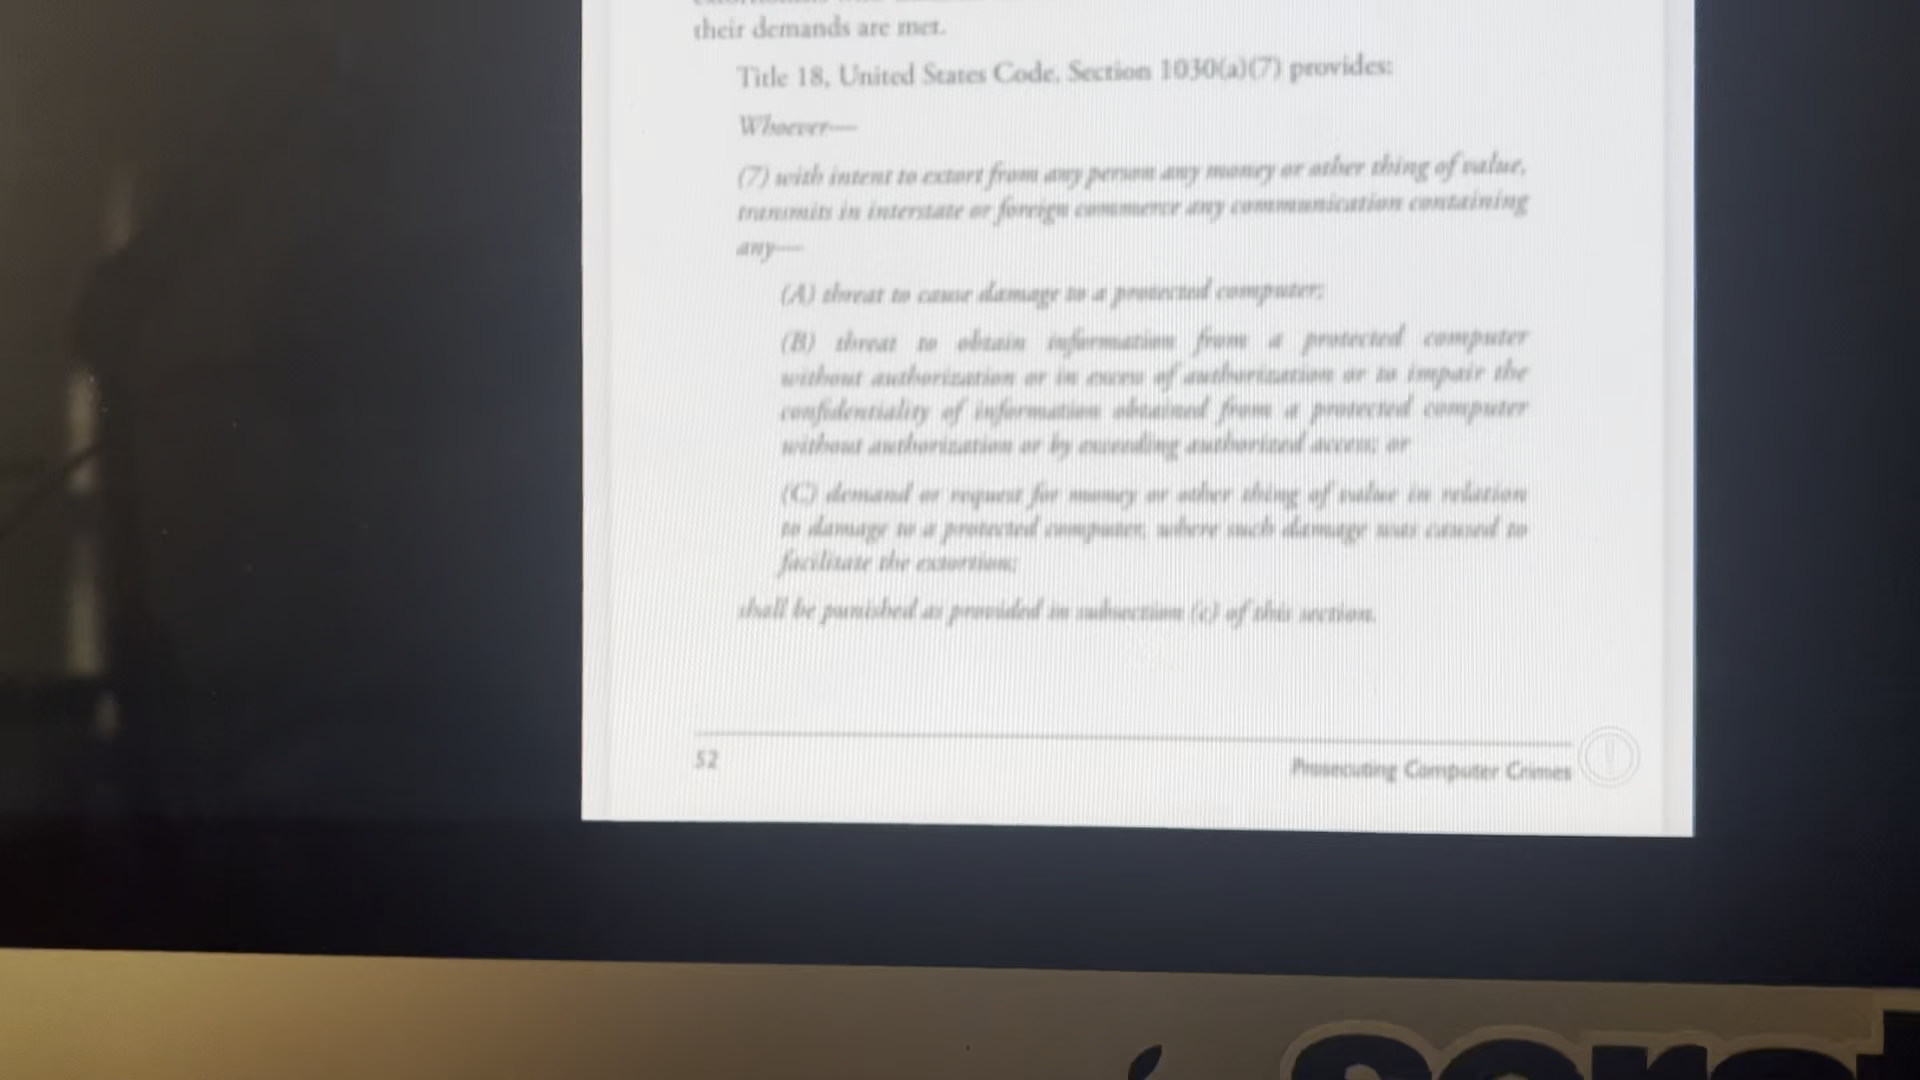 their demands are met.
Title 18, United States Code, Section 1030(a)(7) provides:
Whoever—
(7) with intent to extort from any person any money or other thing of value,
transmits in interstate or foreign commerce any communication containing
any—
(A) threat to cause damage to a protected computer;
(B) threat to obtain information from a protected computer
without authorization or in excess of authorization or to impair the
confidentiality of information obtained from a protected computer
without authorization or by exceeding authorized access; or
(C) demand or request for money or other thing of value in relation
to damage to a protected computer, where such damage was caused to
facilitate the extortion;
shall be punished as provided in subsection (c) of this section.
52
Prosecuting Computer Crimes